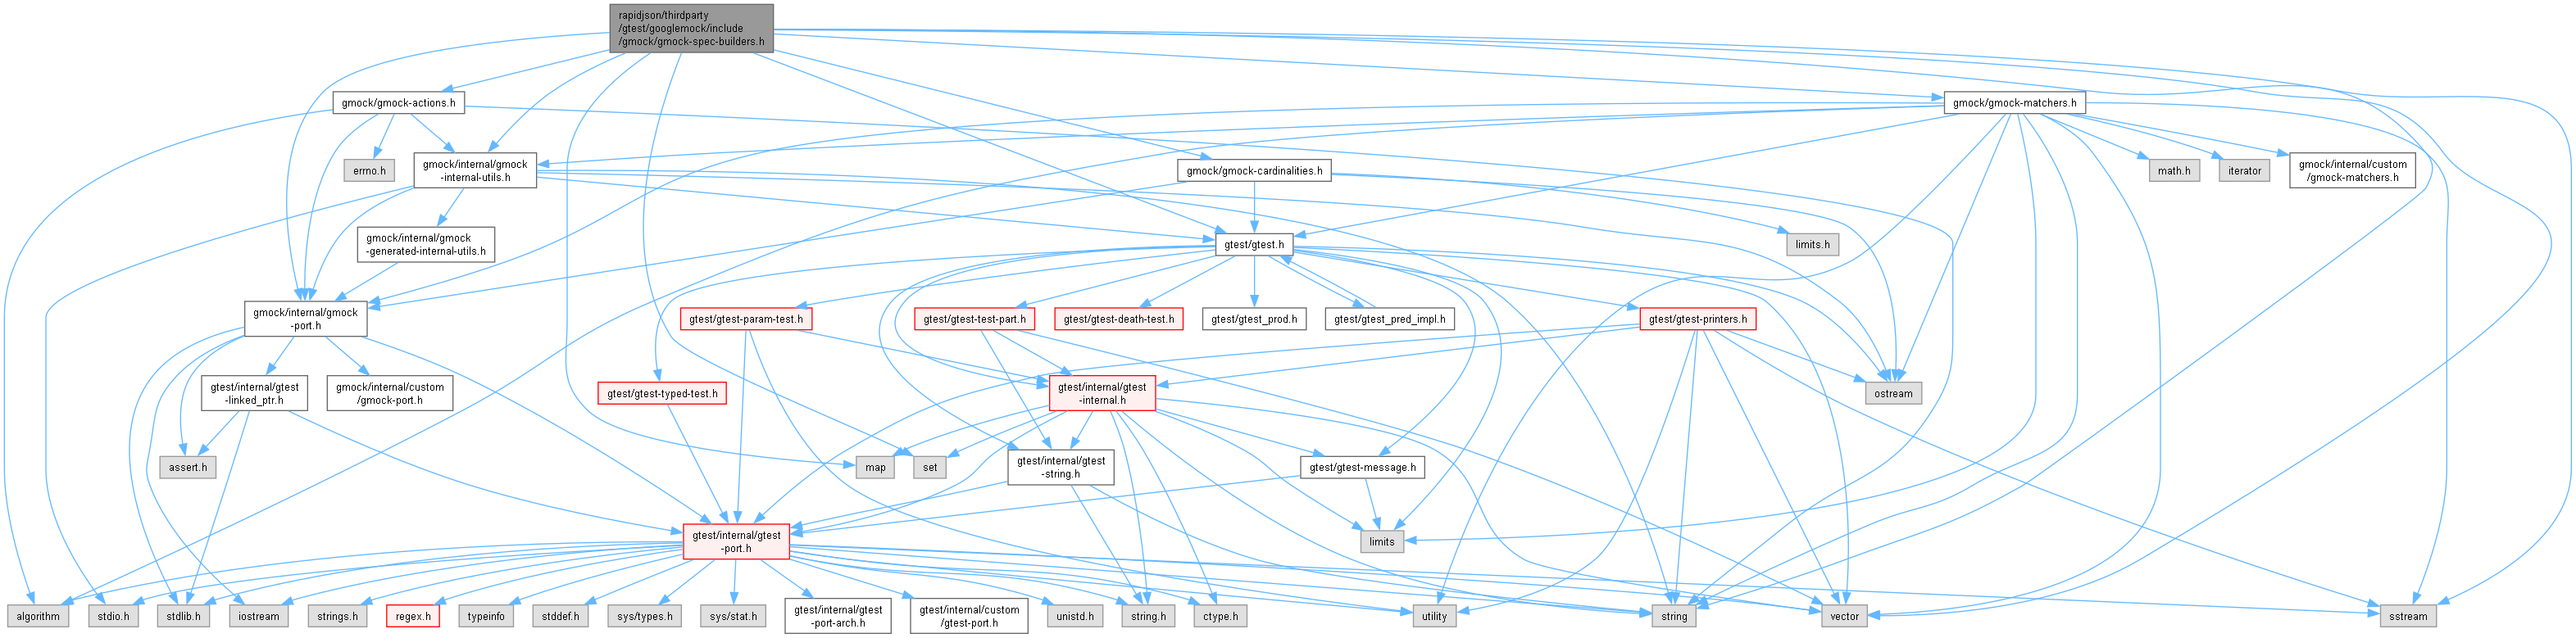 rapidjson/thirdparty
/gtest/googlemock/include
/gmock/gmock-spec-builders.h
gmock/gmock-actions.h
gmock/gmock-matchers.h
errno.h
gmock/internal/gmock
-internal-utils.h
gmock/gmock-cardinalities.h
math.h
iterator
gmock/internal/custom
/gmock-matchers.h
gmock/internal/gmock
-generated-internal-utils.h
gtest/gtest.h
limits.h
gmock/internal/gmock
-port.h
gtest/gtest-param-test.h
gtest/gtest-test-part.h
gtest/gtest-death-test.h
gtest/gtest_prod.h
gtest/gtest_pred_impl.h
gtest/gtest-printers.h
gtest/internal/gtest
-linked_ptr.h
gmock/internal/custom
/gmock-port.h
gtest/gtest-typed-test.h
gtest/internal/gtest
-internal.h
ostream
assert.h
map
set
gtest/internal/gtest
-string.h
gtest/gtest-message.h
gtest/internal/gtest
-port.h
limits
algorithm
stdio.h
stdlib.h
iostream
strings.h
regex.h
typeinfo
stddef.h
sys/types.h
sys/stat.h
gtest/internal/gtest
-port-arch.h
gtest/internal/custom
/gtest-port.h
unistd.h
string.h
ctype.h
utility
string
vector
sstream